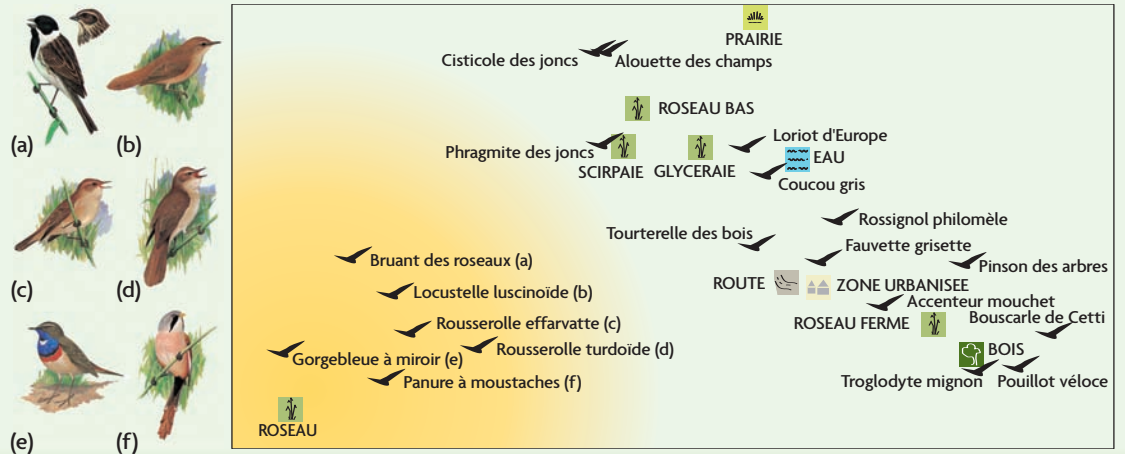 (a)
(b)
(c)
(d)
(e)
(f)
PRAIRIE
Cisticole des joncs
Alouette des champs
ROSEAU BAS
Phragmite des joncs
SCIRPAIE
GLYCERAIE
Loriot d'Europe
EAU
Coucou gris
Rossignol philomèle
Tourterelle des bois
Fauvette grisette
Pinson des arbres
Bruant des roseaux (a)
ROUTE
ZONE URBANISEE
Locustelle luscinoïde (b)
Accenteur mouchet
Rousserolle effarvatte (c)
ROSEAU FERME
Bouscarle de Cetti
Gorgebleue à miroir (e)
Rousserolle turdoïde (d)
BOIS
Panure à moustaches (f)
Troglodyte mignon
Pouillot véloce
ROSEAU